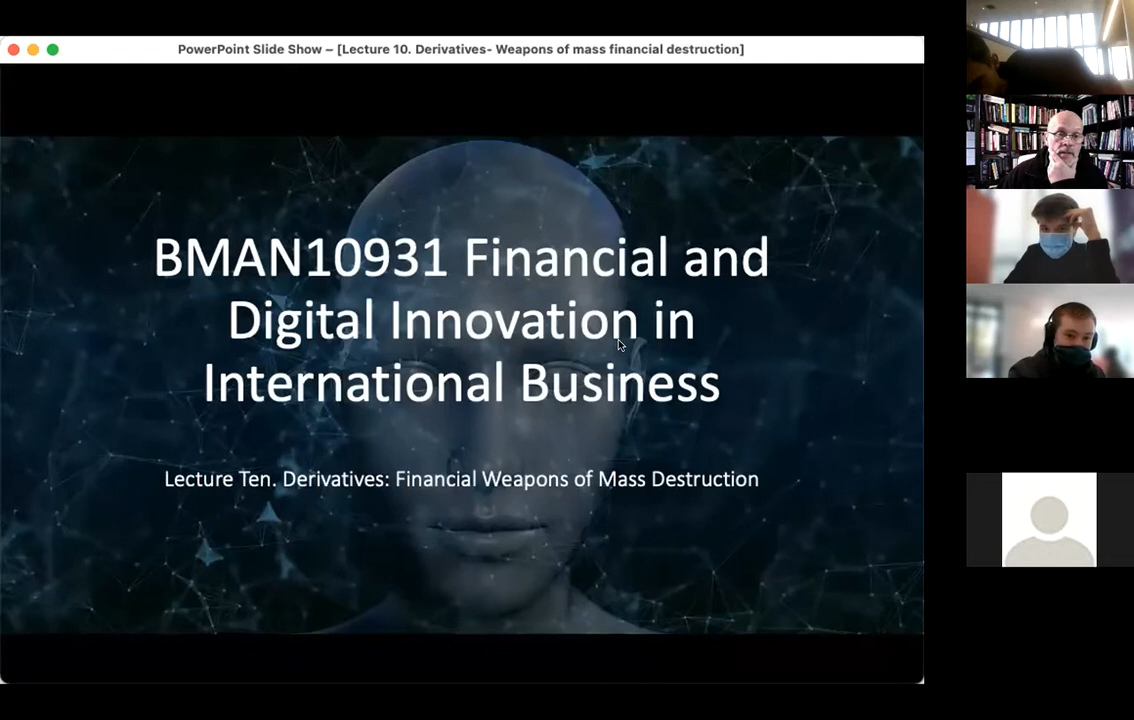 PowerPoint Slide Show – [Lecture 10. Derivatives- Weapons of mass financial destruction]
BMAN10931 Financial and
Digital Innovation in
International Business
Lecture Ten. Derivatives: Financial Weapons of Mass Destruction